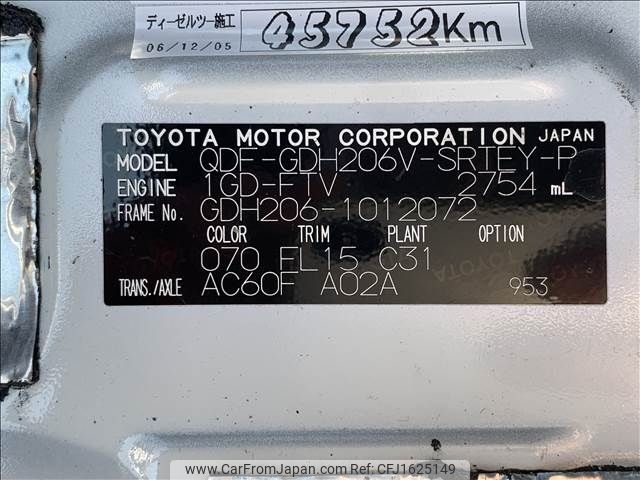 ディーゼルツー施工
06/12/05
45752Km
TOYOTA MOTOR CORPORATION JAPAN
MODEL QDF-GDH206V-SRTEY-P
ENGINE 1GD-FTV 2754 mL
FRAME No. GDH206-1012072
COLOR TRIM PLANT OPTION
070 FL15 C31
TRANS./AXLE AC60F A02A 953
www.CarFromJapan.com REF:CFJ1625149